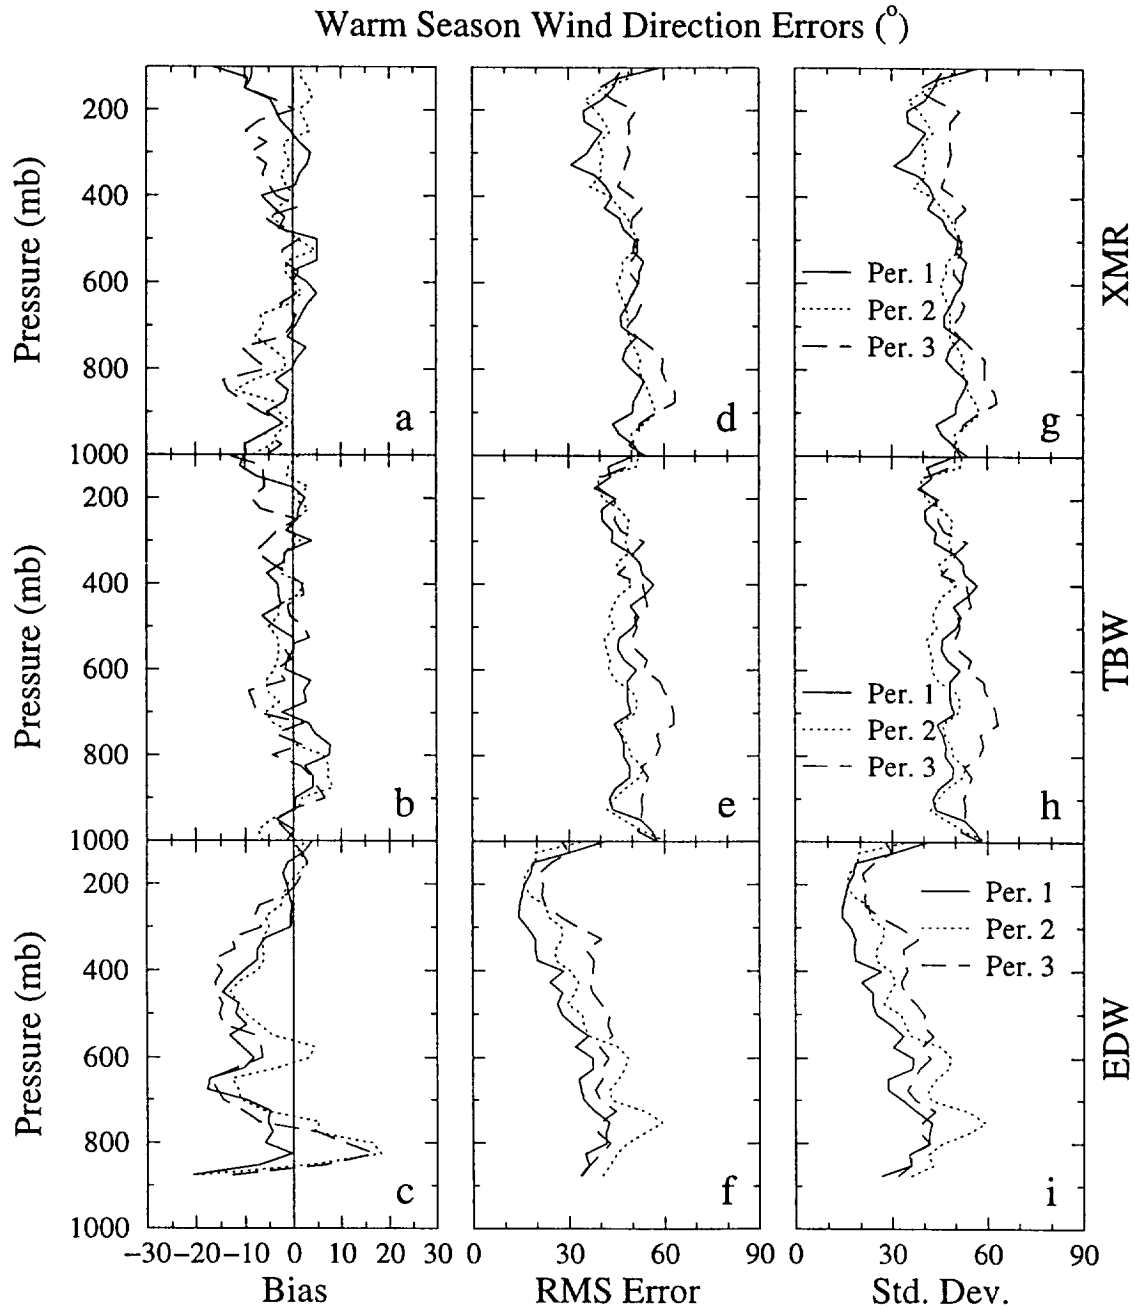 Warm Season Wind Direction Errors (°)
Pressure (mb)
200
400
600
800
1000
a
d
Per. 1
Per. 2
Per. 3
g
XMR
Pressure (mb)
200
400
600
800
1000
b
e
Per. 1
Per. 2
Per. 3
h
TBW
Pressure (mb)
200
400
600
800
1000
c
f
Per. 1
Per. 2
Per. 3
i
EDW
−30 −20 −10 0 10 20 30
0 30 60 90
0 30 60 90
Bias
RMS Error
Std. Dev.